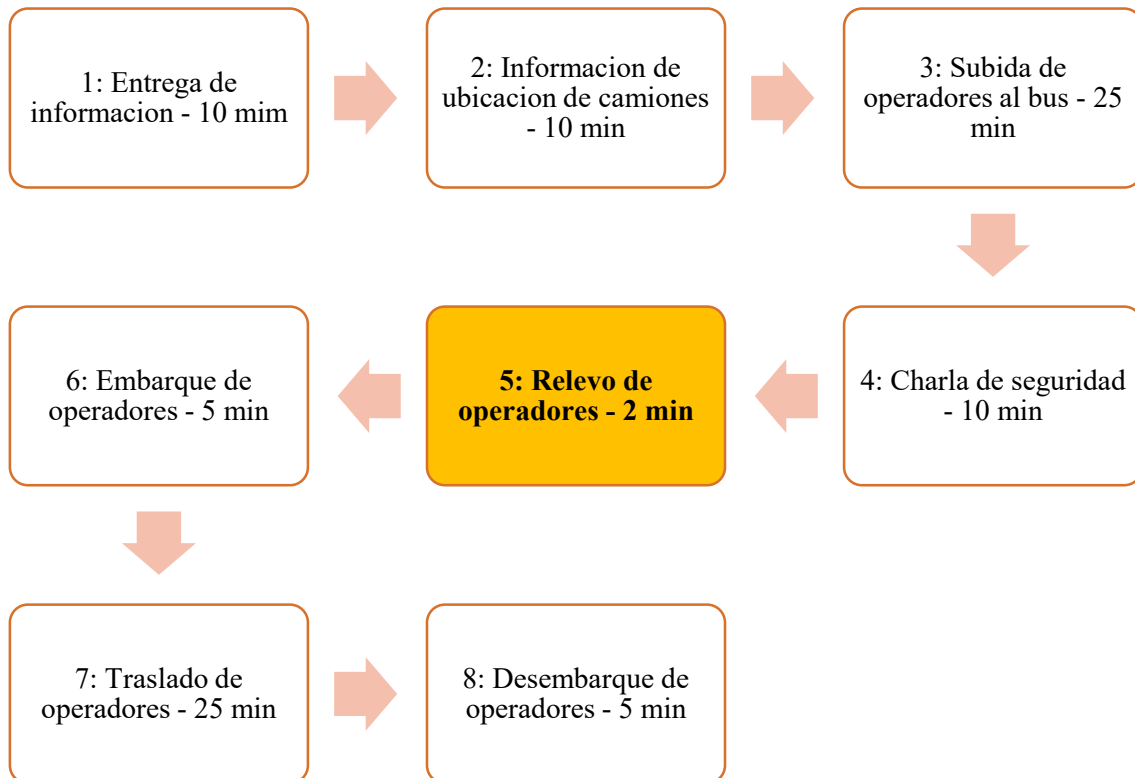 1: Entrega de
informacion - 10 mim
2: Informacion de
ubicacion de camiones
- 10 min
3: Subida de
operadores al bus - 25
min
4: Charla de seguridad
- 10 min
5: Relevo de
operadores - 2 min
6: Embarque de
operadores - 5 min
7: Traslado de
operadores - 25 min
8: Desembarque de
operadores - 5 min